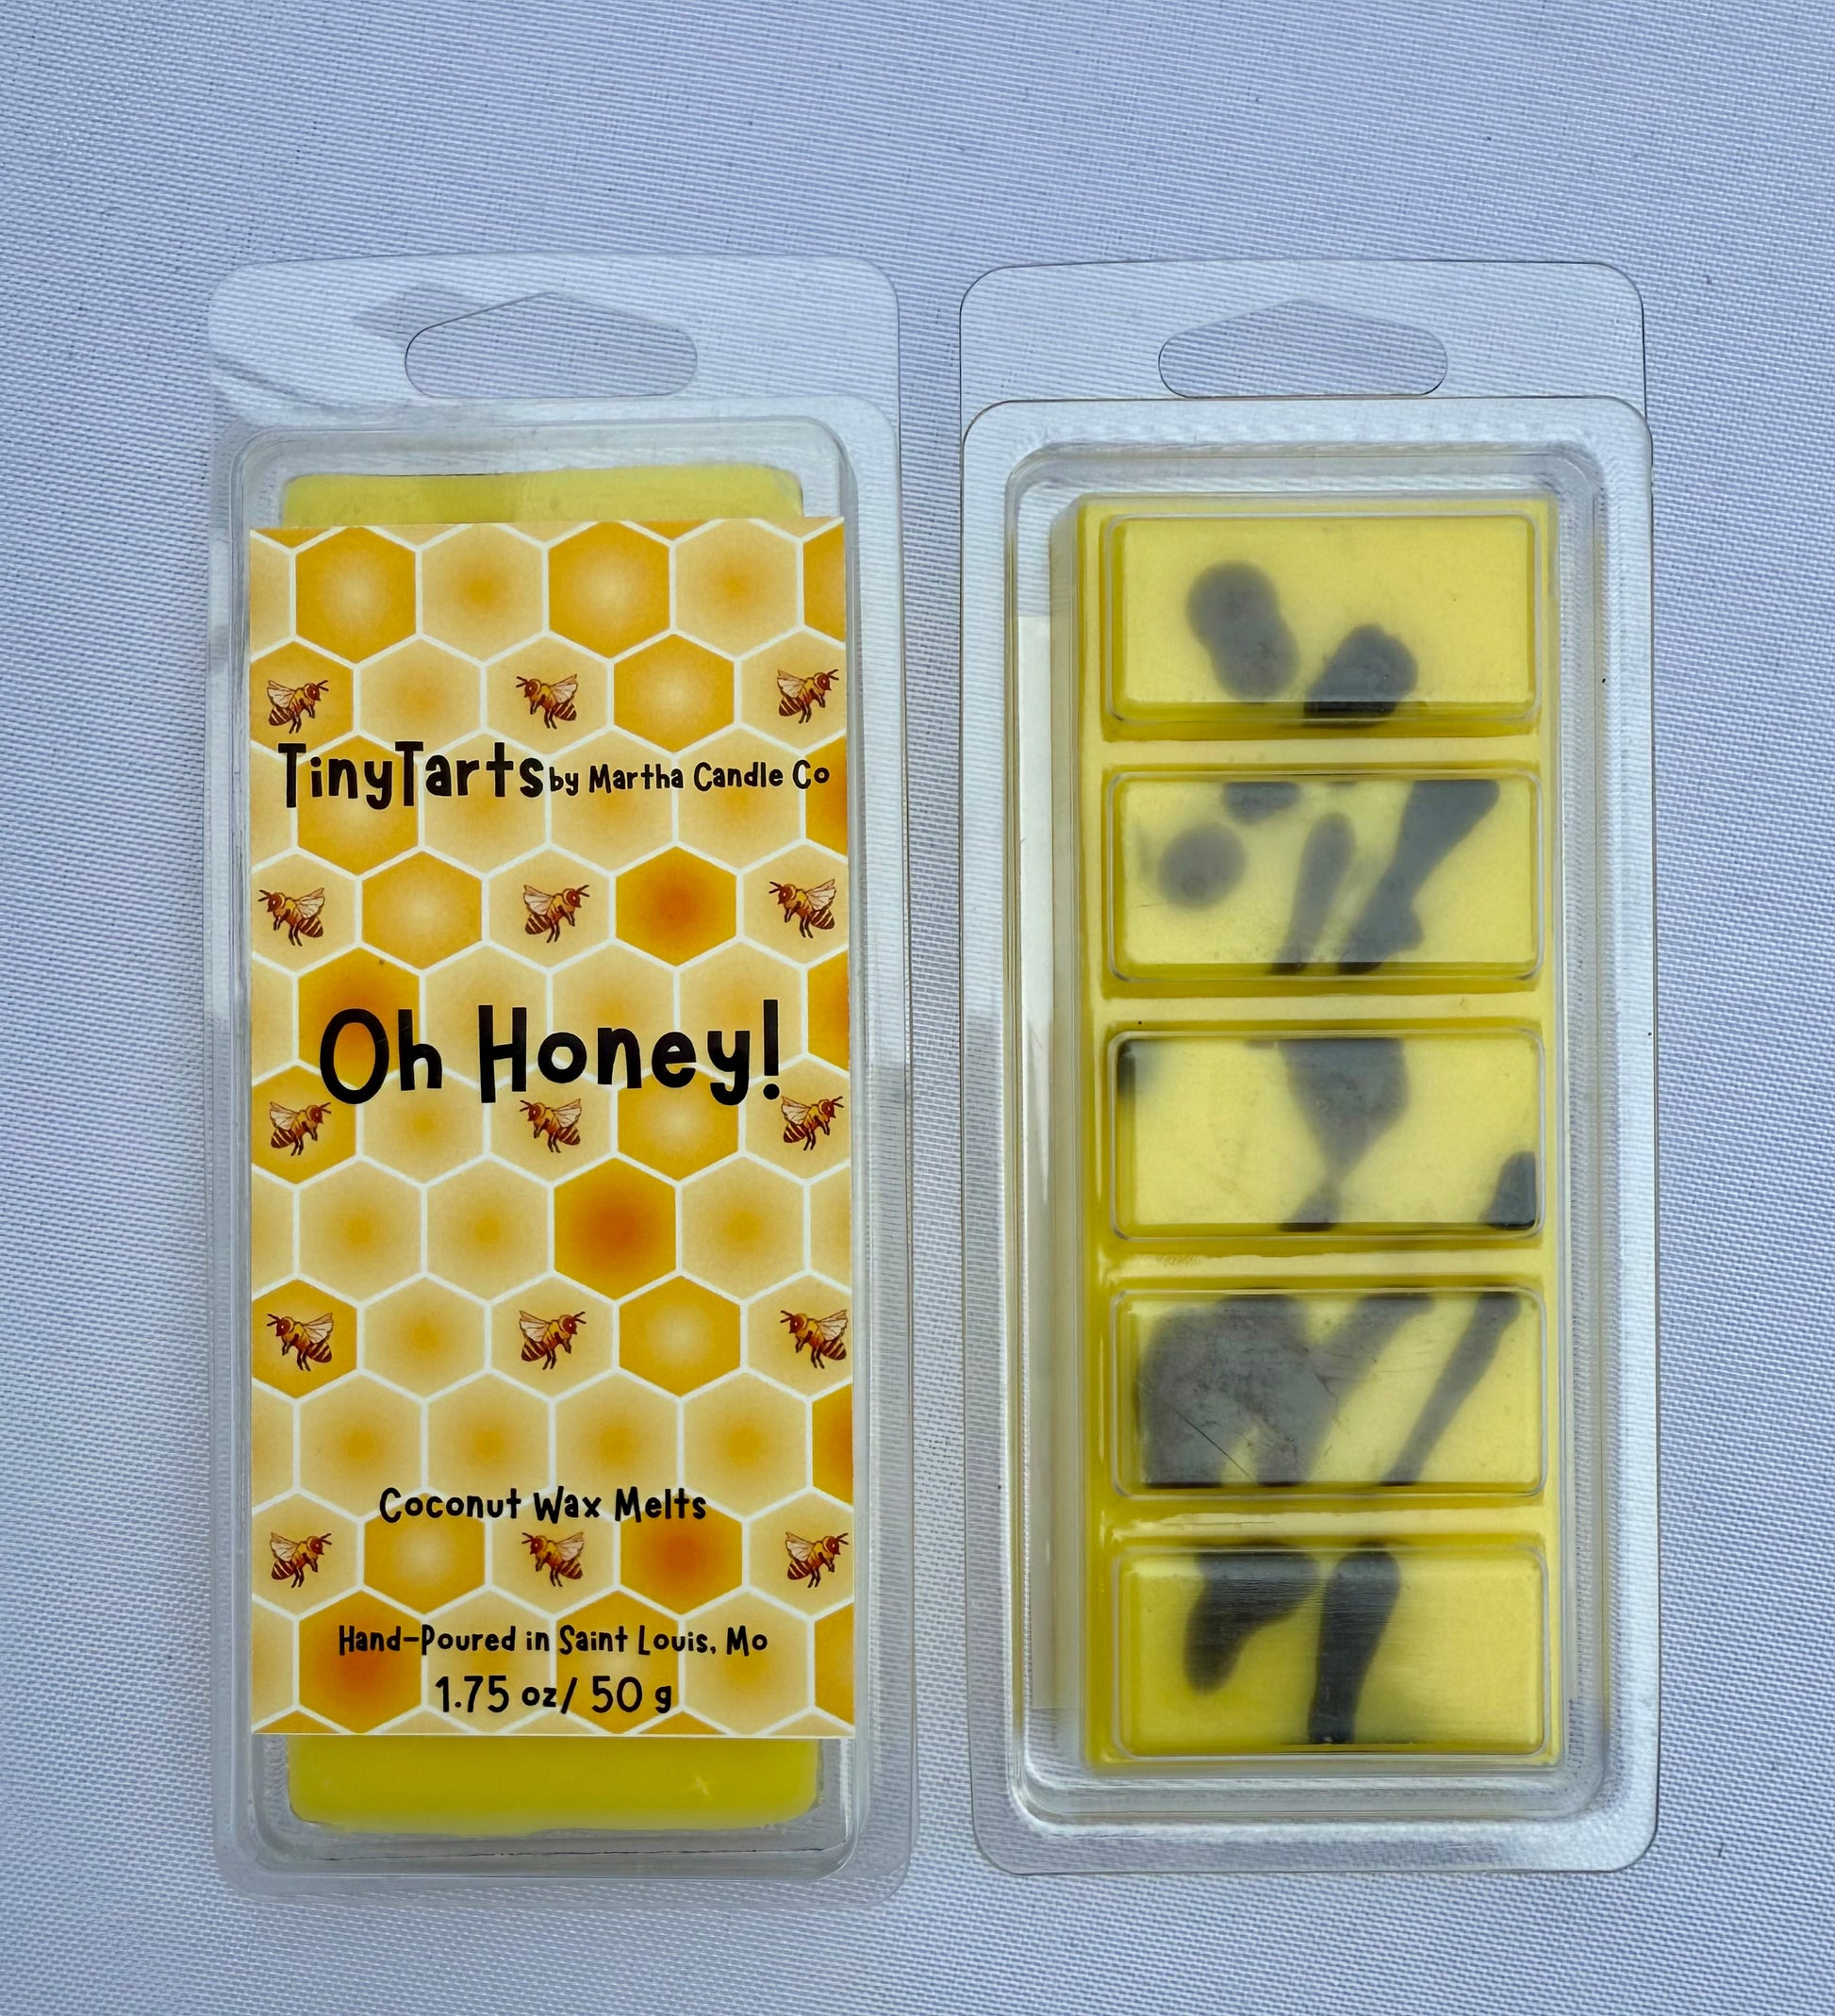 TinyTarts by Martha Candle Co
Oh Honey!
Coconut Wax Melts
Hand-Poured in Saint Louis, Mo
1.75 oz/ 50 g